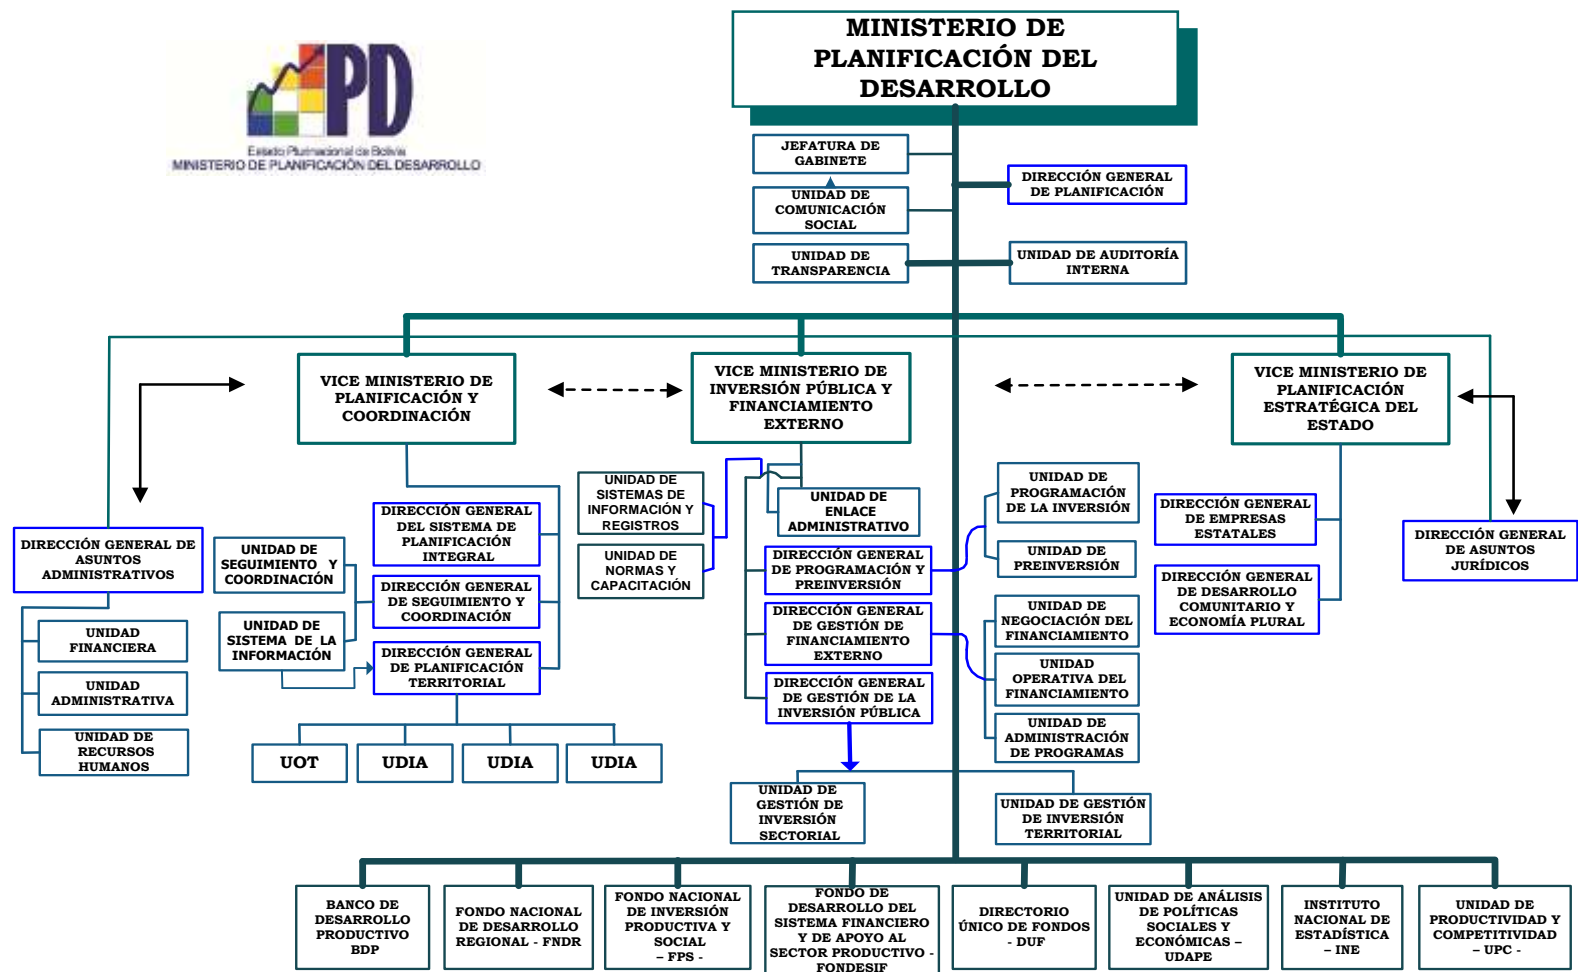 MINISTERIO DE
PLANIFICACIÓN DEL
DESARROLLO
PD
Estado Plurinacional de Bolivia
MINISTERIO DE PLANIFICACIÓN DEL DESARROLLO
JEFATURA DE
GABINETE
DIRECCIÓN GENERAL
DE PLANIFICACIÓN
UNIDAD DE
COMUNICACIÓN
SOCIAL
UNIDAD DE
TRANSPARENCIA
UNIDAD DE AUDITORÍA
INTERNA
VICE MINISTERIO DE
PLANIFICACIÓN Y
COORDINACIÓN
VICE MINISTERIO DE
INVERSIÓN PÚBLICA Y
FINANCIAMIENTO
EXTERNO
VICE MINISTERIO DE
PLANIFICACIÓN
ESTRATÉGICA DEL
ESTADO
DIRECCIÓN GENERAL DE
ASUNTOS
ADMINISTRATIVOS
UNIDAD
FINANCIERA
UNIDAD
ADMINISTRATIVA
UNIDAD DE
RECURSOS
HUMANOS
UNIDAD DE
SEGUIMIENTO Y
COORDINACIÓN
UNIDAD DE
SISTEMA DE LA
INFORMACIÓN
DIRECCIÓN GENERAL
DEL SISTEMA DE
PLANIFICACIÓN
INTEGRAL
DIRECCIÓN GENERAL
DE SEGUIMIENTO Y
COORDINACIÓN
DIRECCIÓN GENERAL
DE PLANIFICACIÓN
TERRITORIAL
UOT
UDIA
UDIA
UDIA
UNIDAD DE
SISTEMAS DE
INFORMACIÓN Y
REGISTROS
UNIDAD DE
NORMAS Y
CAPACITACIÓN
UNIDAD DE
ENLACE
ADMINISTRATIVO
DIRECCIÓN GENERAL
DE PROGRAMACIÓN Y
PREINVERSIÓN
DIRECCIÓN GENERAL
DE GESTIÓN DE
FINANCIAMIENTO
EXTERNO
DIRECCIÓN GENERAL
DE GESTIÓN DE LA
INVERSIÓN PÚBLICA
UNIDAD DE
PROGRAMACIÓN
DE LA INVERSIÓN
UNIDAD DE
PREINVERSIÓN
UNIDAD DE
NEGOCIACIÓN DEL
FINANCIAMIENTO
UNIDAD
OPERATIVA DEL
FINANCIAMIENTO
UNIDAD DE
ADMINISTRACIÓN
DE PROGRAMAS
UNIDAD DE
GESTIÓN DE
INVERSIÓN
SECTORIAL
UNIDAD DE GESTIÓN
DE INVERSIÓN
TERRITORIAL
DIRECCIÓN GENERAL
DE EMPRESAS
ESTATALES
DIRECCIÓN GENERAL
DE DESARROLLO
COMUNITARIO Y
ECONOMÍA PLURAL
DIRECCIÓN GENERAL
DE ASUNTOS
JURÍDICOS
BANCO DE
DESARROLLO
PRODUCTIVO
BDP
FONDO NACIONAL
DE DESARROLLO
REGIONAL - FNDR
FONDO NACIONAL
DE INVERSIÓN
PRODUCTIVA Y
SOCIAL
– FPS -
FONDO DE
DESARROLLO DEL
SISTEMA FINANCIERO
Y DE APOYO AL
SECTOR PRODUCTIVO -
FONDESIF
DIRECTORIO
ÚNICO DE FONDOS
- DUF
UNIDAD DE ANÁLISIS
DE POLÍTICAS
SOCIALES Y
ECONÓMICAS –
UDAPE
INSTITUTO
NACIONAL DE
ESTADÍSTICA
– INE
UNIDAD DE
PRODUCTIVIDAD Y
COMPETITIVIDAD
– UPC -